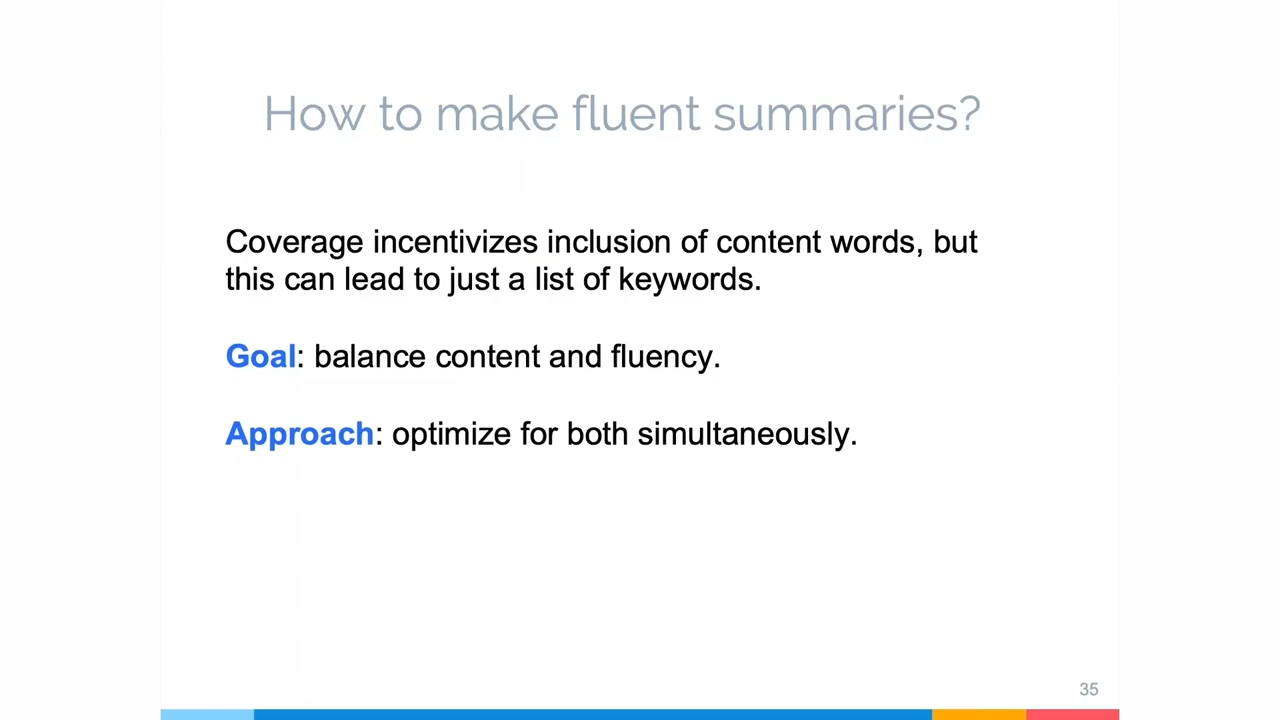 How to make fluent summaries?
Coverage incentivizes inclusion of content words, but
this can lead to just a list of keywords.
Goal: balance content and fluency.
Approach: optimize for both simultaneously.
35